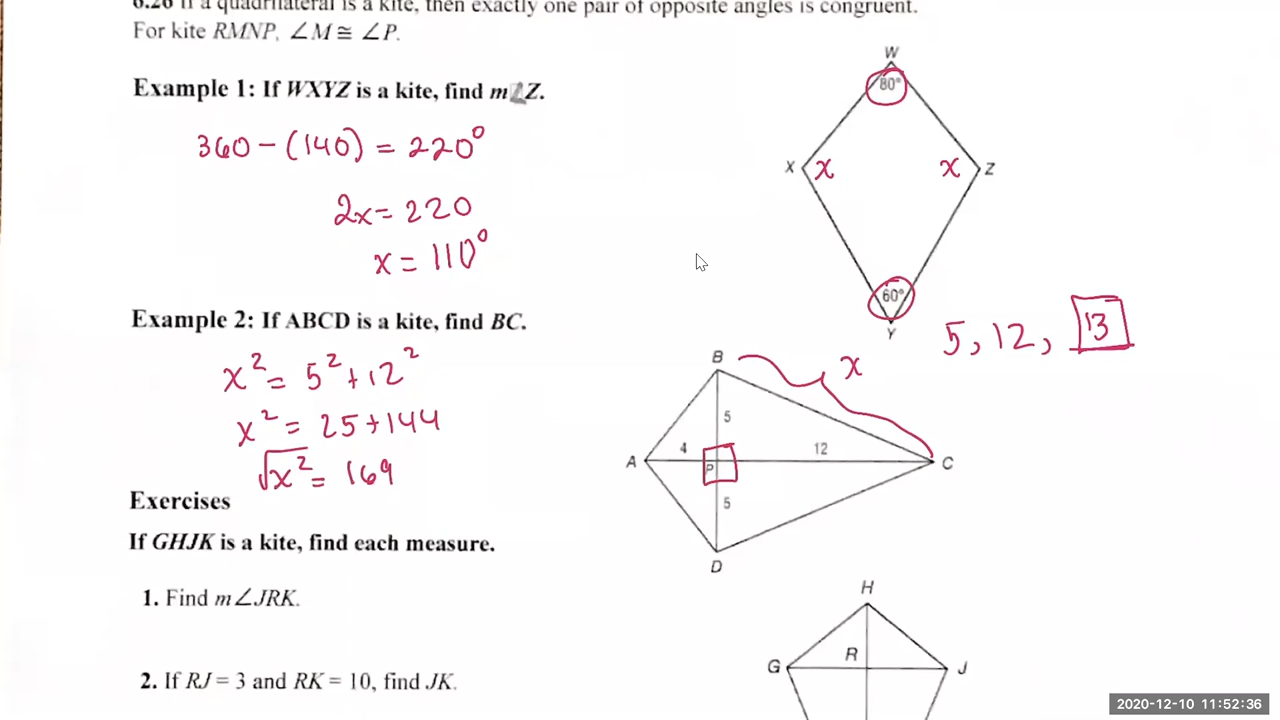 6.26 If a quadrilateral is a kite, then exactly one pair of opposite angles is congruent.
For kite RMNP, ∠M ≅ ∠P.
Example 1: If WXYZ is a kite, find m∠Z.
360 − (140) = 220°
2x = 220
x = 110°
W
80°
X
x
x
Z
60°
Y
5, 12, 13
Example 2: If ABCD is a kite, find BC.
x² = 5² + 12²
x² = 25 + 144
√x² = 169
B
x
5
4
12
A
P
C
5
D
Exercises
If GHJK is a kite, find each measure.
1. Find m∠JRK.
2. If RJ = 3 and RK = 10, find JK.
H
R
G
J
2020-12-10 11:52:36